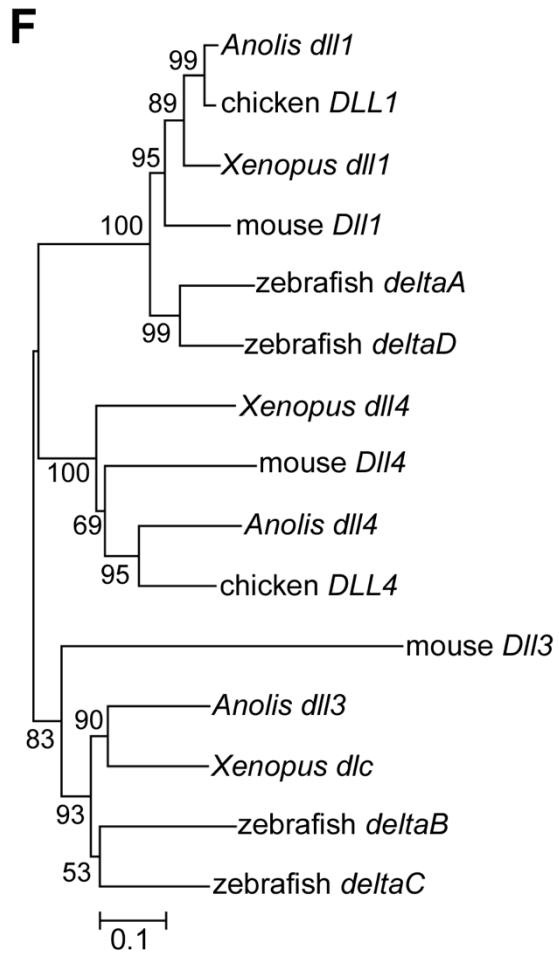 F
Anolis dll1
99
chicken DLL1
89
Xenopus dll1
95
mouse Dll1
100
zebrafish deltaA
99
zebrafish deltaD
Xenopus dll4
mouse Dll4
100
69
Anolis dll4
95
chicken DLL4
mouse Dll3
Anolis dll3
90
83
Xenopus dlc
93
zebrafish deltaB
53
zebrafish deltaC
0.1